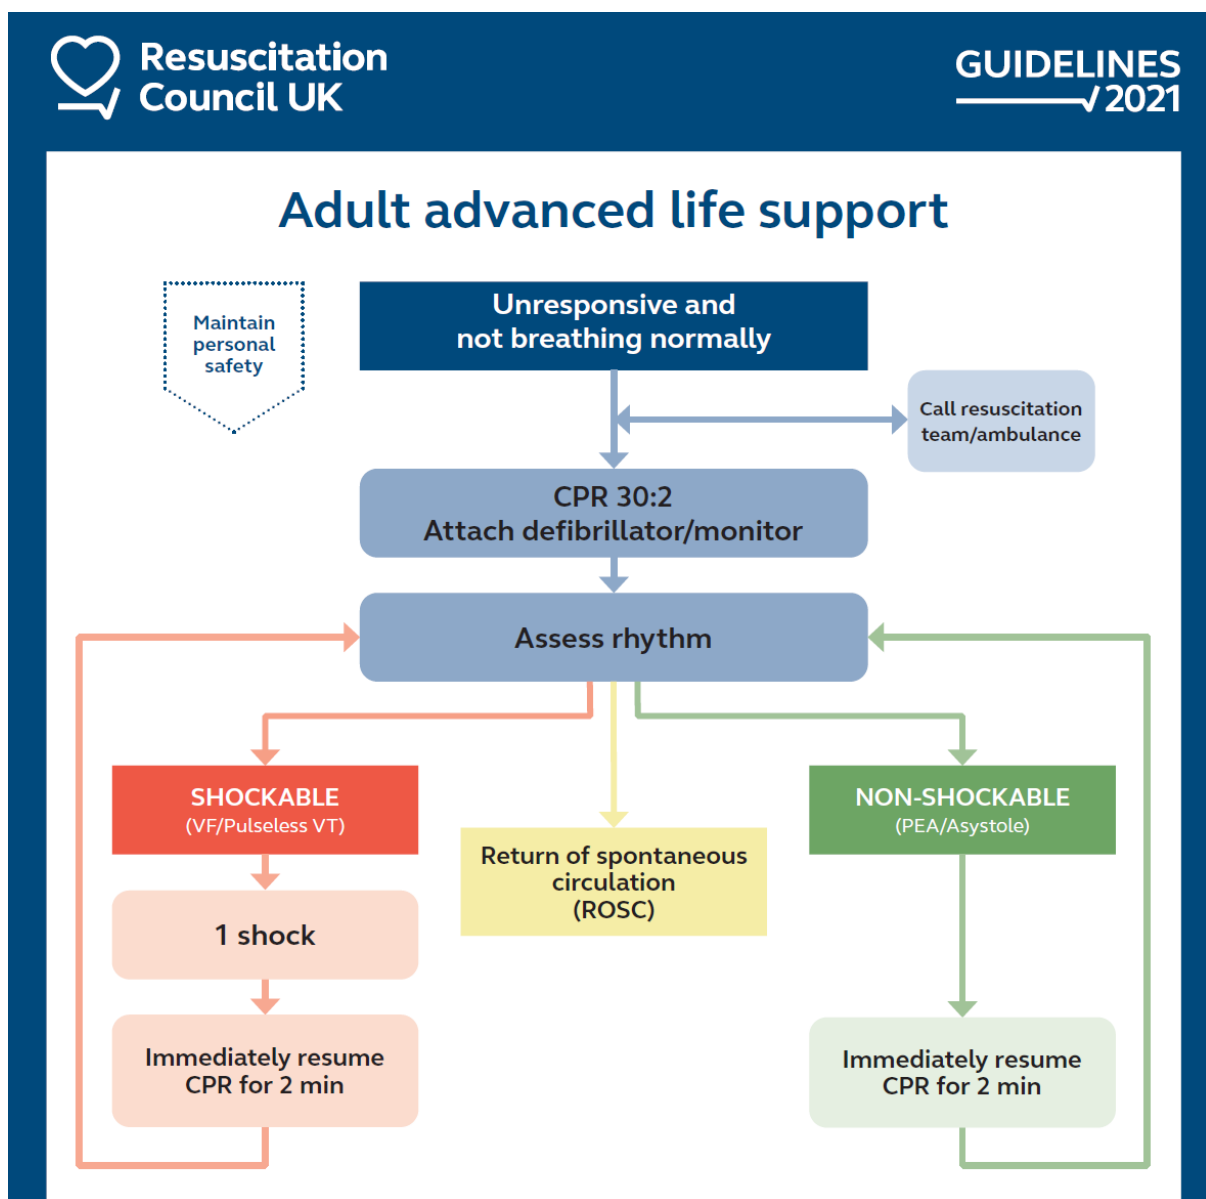 Resuscitation
Council UK
GUIDELINES
2021
Adult advanced life support
Maintain
personal
safety
Unresponsive and
not breathing normally
Call resuscitation
team/ambulance
CPR 30:2
Attach defibrillator/monitor
Assess rhythm
SHOCKABLE
(VF/Pulseless VT)
1 shock
Immediately resume
CPR for 2 min
Return of spontaneous
circulation
(ROSC)
NON-SHOCKABLE
(PEA/Asystole)
Immediately resume
CPR for 2 min